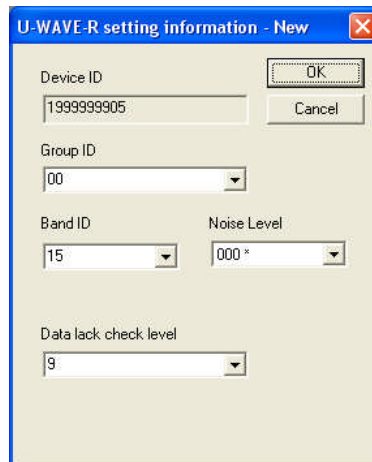 U-WAVE-R setting information - New
Device ID
OK
1999999905
Cancel
Group ID
00
Band ID
Noise Level
15
000 *
Data lack check level
9